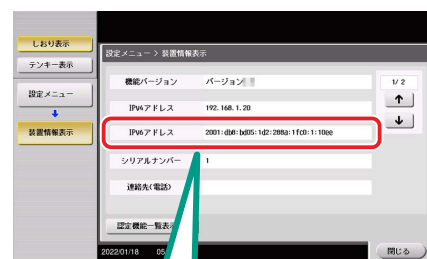 しおり表示
テンキー表示
設定メニュー
装置情報表示
設定メニュー > 装置情報表示
機能バージョン バージョン
1/ 2
IPv4アドレス 192.168.1.20
IPv6アドレス 2001:db8:bd05:1d2:288a:1fc0:1:10ee
シリアルナンバー 1
連絡先(電話)
認定機能一覧表
2022/01/18 05
閉じる